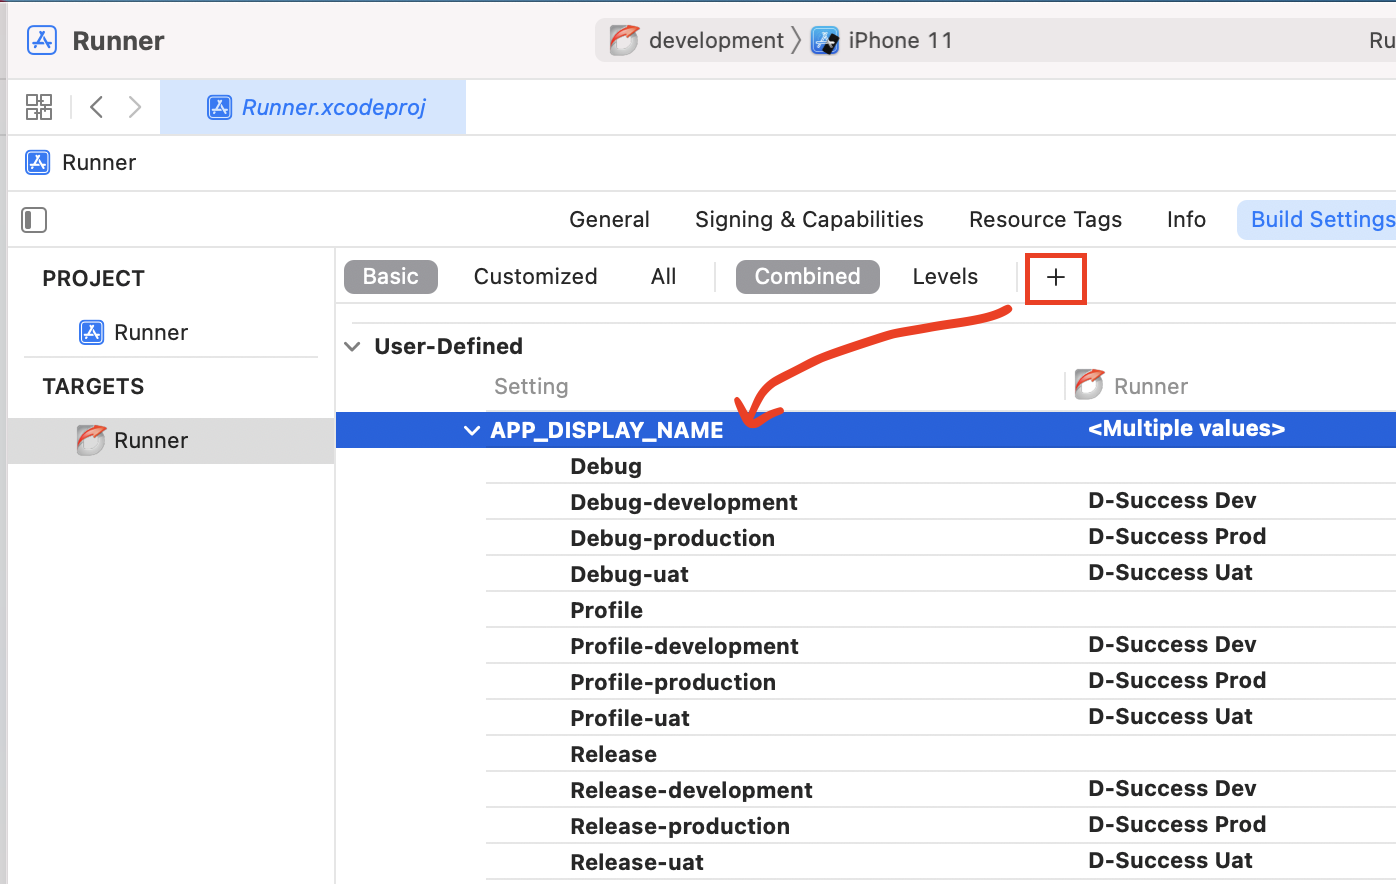 Runner
development
iPhone 11
Ru
Runner.xcodeproj
Runner
General
Signing & Capabilities
Resource Tags
Info
Build Settings
PROJECT
Runner
TARGETS
Runner
Basic
Customized
All
Combined
Levels
+
User-Defined
Setting
Runner
APP_DISPLAY_NAME <Multiple values>
Debug
Debug-development D-Success Dev
Debug-production D-Success Prod
Debug-uat D-Success Uat
Profile
Profile-development D-Success Dev
Profile-production D-Success Prod
Profile-uat D-Success Uat
Release
Release-development D-Success Dev
Release-production D-Success Prod
Release-uat D-Success Uat